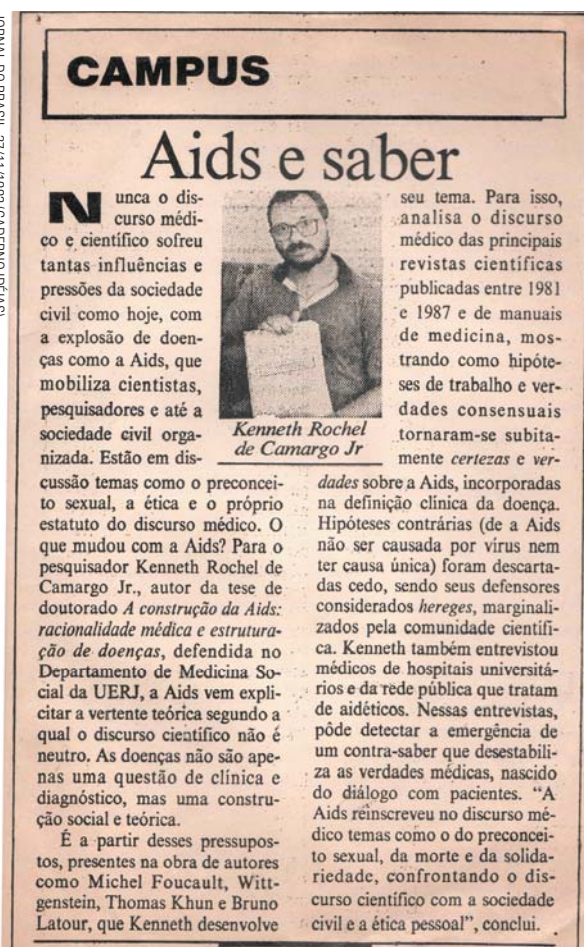 CAMPUS
Aids e saber
Nunca o dis-
curso médi-
co e científico sofreu
tantas influências e
pressões da sociedade
civil como hoje, com
a explosão de doen-
ças como a Aids, que
mobiliza cientistas,
pesquisadores e até a
sociedade civil orga-
nizada. Estão em dis-
cussão temas como o preconcei-
to sexual, a ética e o próprio
estatuto do discurso médico. O
que mudou com a Aids? Para o
pesquisador Kenneth Rochel de
Camargo Jr., autor da tese de
doutorado A construção da Aids:
racionalidade médica e estrutura-
ção de doenças, defendida no
Departamento de Medicina So-
cial da UERJ, a Aids vem expli-
citar a vertente teórica segundo a
qual o discurso científico não é
neutro. As doenças não são ape-
nas uma questão de clínica e
diagnóstico, mas uma constru-
ção social e teórica.
É a partir desses pressupos-
tos, presentes na obra de autores
como Michel Foucault, Witt-
genstein, Thomas Khun e Bruno
Latour, que Kenneth desenvolve
Kenneth Rochel
de Camargo Jr
seu tema. Para isso,
analisa o discurso
médico das principais
revistas científicas
publicadas entre 1981
e 1987 e de manuais
de medicina, mos-
trando como hipóte-
ses de trabalho e ver-
dades consensuais
tornaram-se subita-
mente certezas e ver-
dades sobre a Aids, incorporadas
na definição clínica da doença.
Hipóteses contrárias (de a Aids
não ser causada por vírus nem
ter causa única) foram descarta-
das cedo, sendo seus defensores
considerados hereges, marginali-
zados pela comunidade científi-
ca. Kenneth também entrevistou
médicos de hospitais universitá-
rios e da rede pública que tratam
de aidéticos. Nessas entrevistas,
pôde detectar a emergência de
um contra-saber que desestabili-
za as verdades médicas, nascido
do diálogo com pacientes. “A
Aids reinscreveu no discurso mé-
dico temas como o do preconcei-
to sexual, da morte e da solida-
riedade, confrontando o dis-
curso científico com a sociedade
civil e a ética pessoal”, conclui.